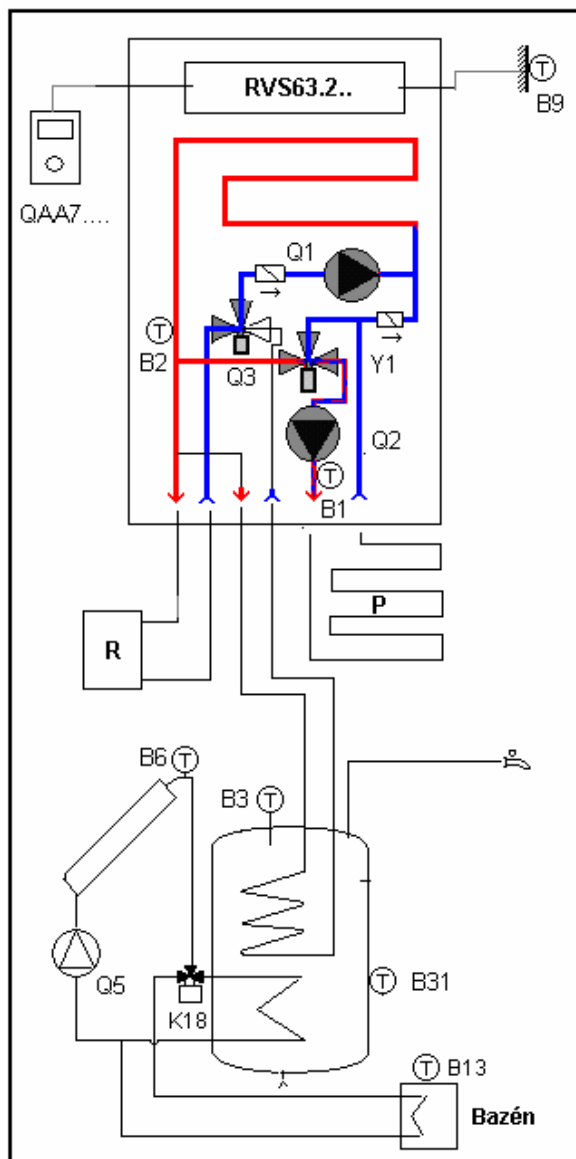 RVS63.2..
T
B9
QAA7....
Q1
T
B2
Q3
Y1
Q2
T
B1
P
R
B6 T
B3 T
Q5
K18
T B31
T B13
Bazén